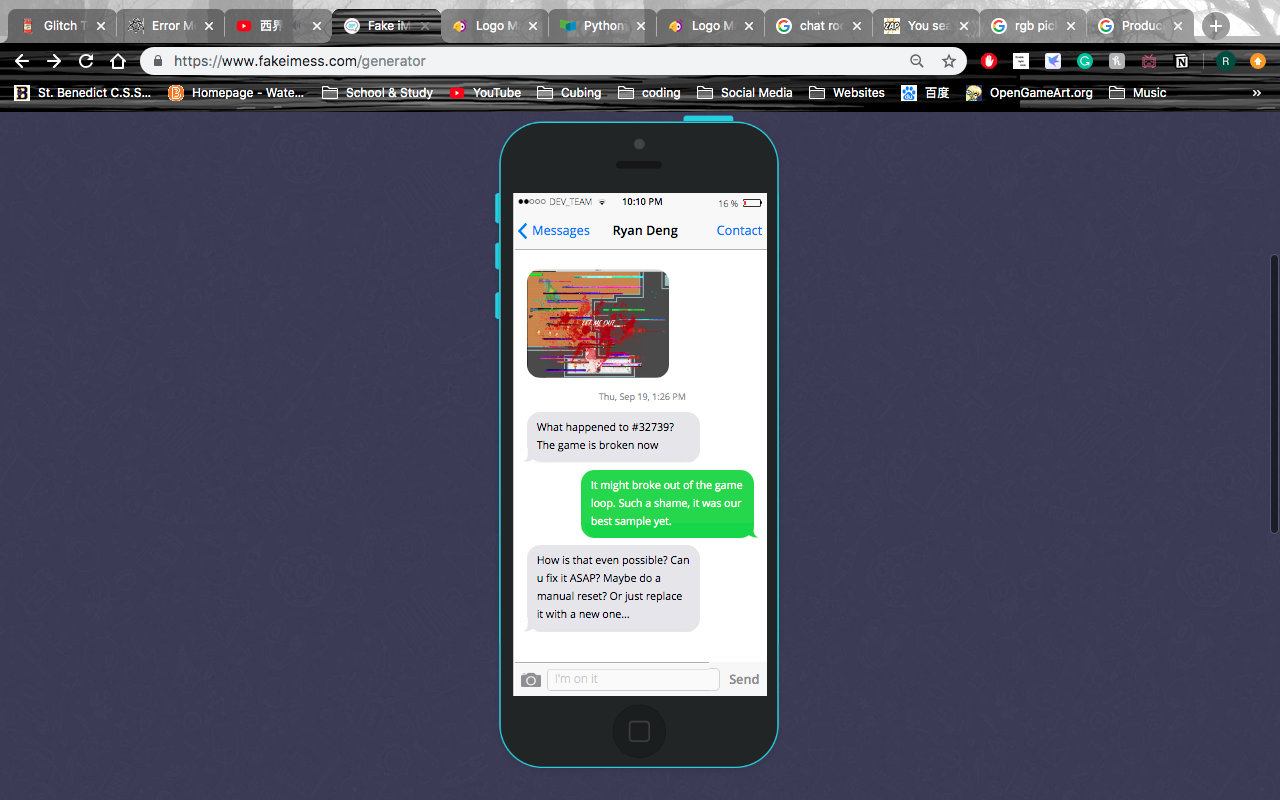 Glitch T
Error M
西界
Fake iM
Logo M
Python
Logo M
chat roo
You sea
rgb pic
Produc
https://www.fakeimess.com/generator
R
St. Benedict C.S.S...
Homepage - Wate...
School & Study
YouTube
Cubing
coding
Social Media
Websites
百度
OpenGameArt.org
Music
»
DEV_TEAM
10:10 PM
16 %
Messages
Ryan Deng
Contact
LET ME OUT
Thu, Sep 19, 1:26 PM
What happened to #32739?
The game is broken now
It might broke out of the game
loop. Such a shame, it was our
best sample yet.
How is that even possible? Can
u fix it ASAP? Maybe do a
manual reset? Or just replace
it with a new one...
I'm on it
Send